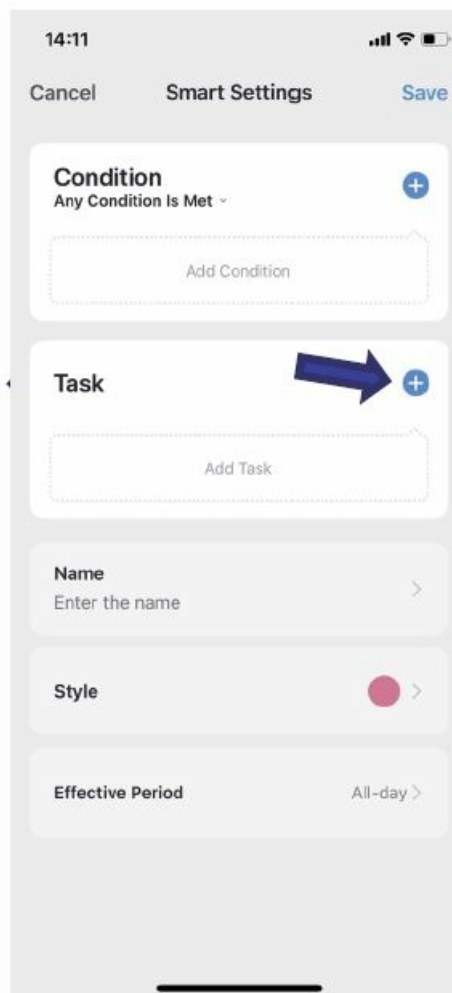 14:11
Cancel Smart Settings Save
Condition
Any Condition Is Met
Add Condition
Task
Add Task
Name
Enter the name
Style
Effective Period All-day